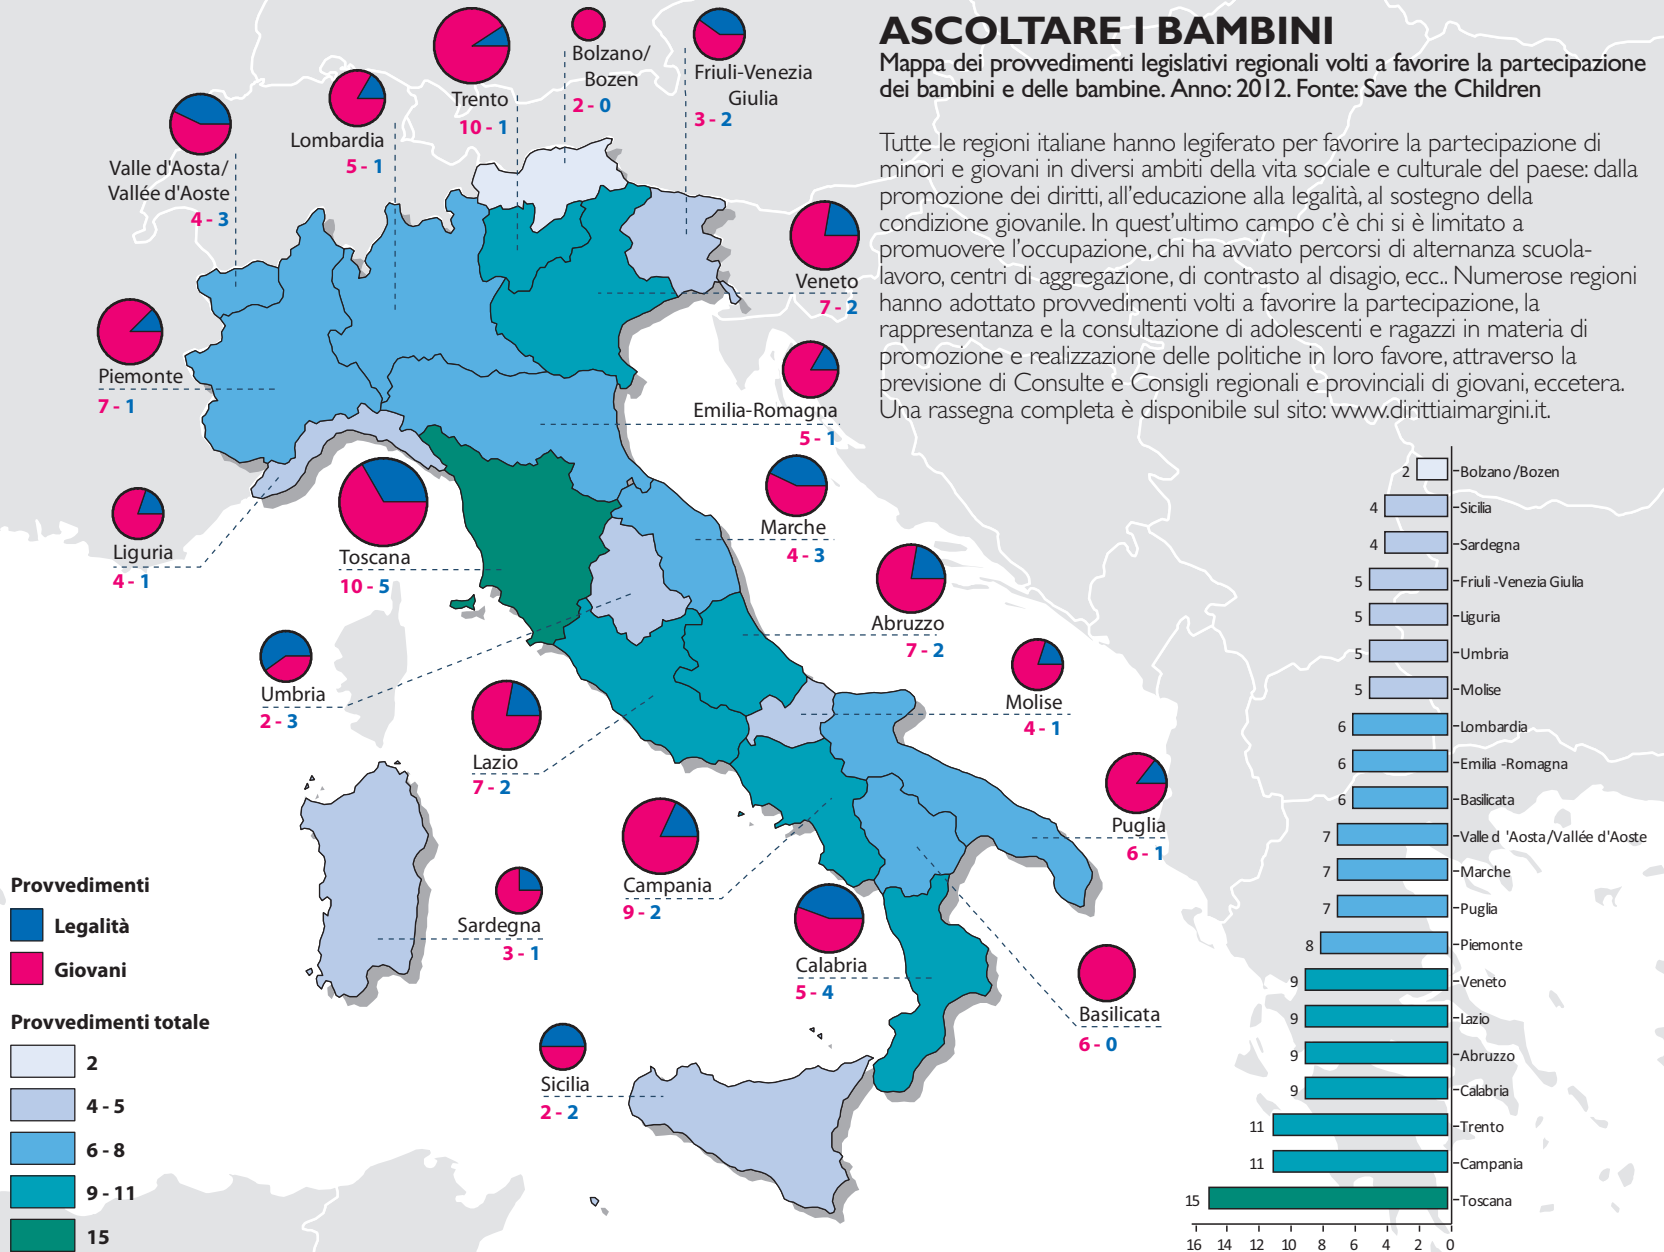 ASCOLTARE I BAMBINI
Mappa dei provvedimenti legislativi regionali volti a favorire la partecipazione
dei bambini e delle bambine. Anno: 2012. Fonte: Save the Children
Tutte le regioni italiane hanno legiferato per favorire la partecipazione di
minori e giovani in diversi ambiti della vita sociale e culturale del paese: dalla
promozione dei diritti, all'educazione alla legalità, al sostegno della
condizione giovanile. In quest'ultimo campo c'è chi si è limitato a
promuovere l'occupazione, chi ha avviato percorsi di alternanza scuola-
lavoro, centri di aggregazione, di contrasto al disagio, ecc.. Numerose regioni
hanno adottato provvedimenti volti a favorire la partecipazione, la
rappresentanza e la consultazione di adolescenti e ragazzi in materia di
promozione e realizzazione delle politiche in loro favore, attraverso la
previsione di Consulte e Consigli regionali e provinciali di giovani, eccetera.
Una rassegna completa è disponibile sul sito: www.dirittiaimargini.it.
Bolzano/
Bozen
2 - 0
Friuli-Venezia
Giulia
3 - 2
Trento
10 - 1
Lombardia
5 - 1
Valle d'Aosta/
Vallée d'Aoste
4 - 3
Veneto
7 - 2
Piemonte
7 - 1
Emilia-Romagna
5 - 1
Marche
4 - 3
Liguria
4 - 1
Toscana
10 - 5
Abruzzo
7 - 2
Umbria
2 - 3
Molise
4 - 1
Lazio
7 - 2
Puglia
6 - 1
Campania
9 - 2
Sardegna
3 - 1
Calabria
5 - 4
Basilicata
6 - 0
Sicilia
2 - 2
Provvedimenti
Legalità
Giovani
Provvedimenti totale
2
4 - 5
6 - 8
9 - 11
15
2 Bolzano/Bozen
4 Sicilia
4 Sardegna
5 Friuli-Venezia Giulia
5 Liguria
5 Umbria
5 Molise
6 Lombardia
6 Emilia-Romagna
6 Basilicata
7 Valle d'Aosta/Vallée d'Aoste
7 Marche
7 Puglia
8 Piemonte
9 Veneto
9 Lazio
9 Abruzzo
9 Calabria
11 Trento
11 Campania
15 Toscana
16 14 12 10 8 6 4 2 0